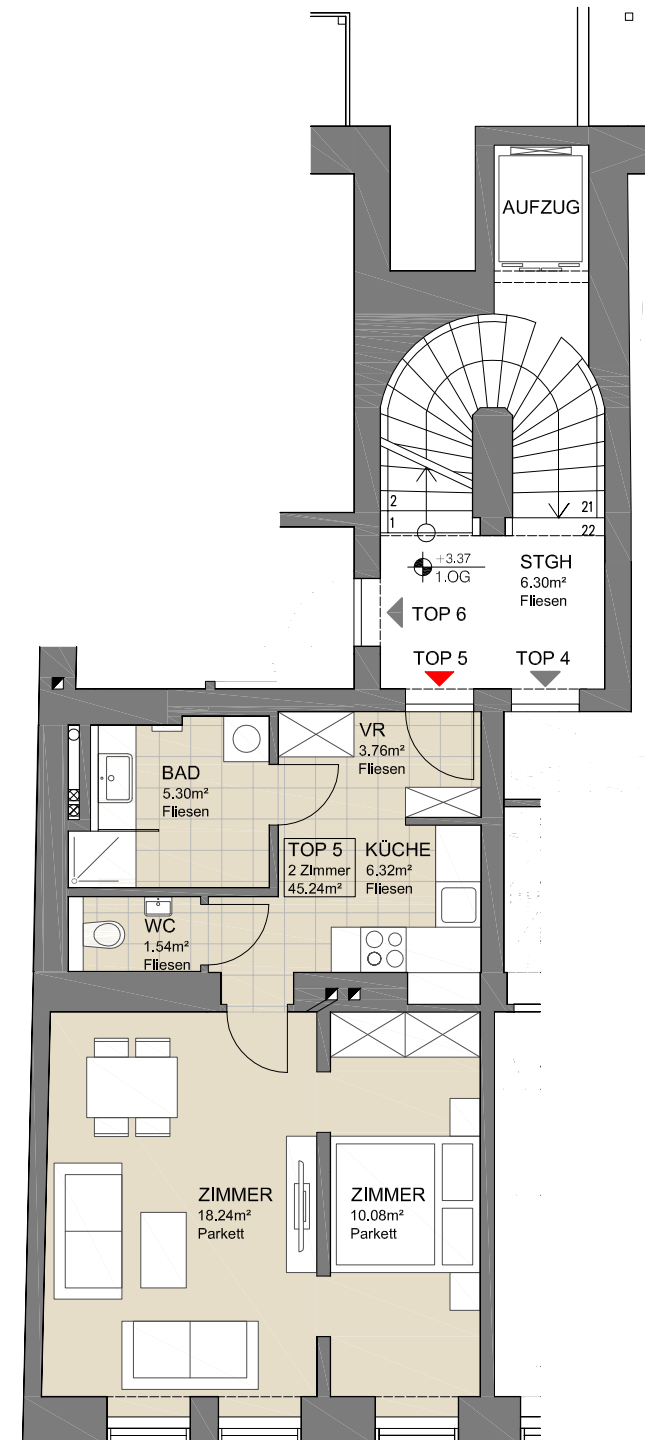 AUFZUG
2
1
21
22
+3.37
1.OG
STGH
6.30m²
Fliesen
TOP 6
TOP 5
TOP 4
VR
3.76m²
Fliesen
BAD
5.30m²
Fliesen
TOP 5
2 Zimmer
45.24m²
KÜCHE
6.32m²
Fliesen
WC
1.54m²
Fliesen
ZIMMER
18.24m²
Parkett
ZIMMER
10.08m²
Parkett